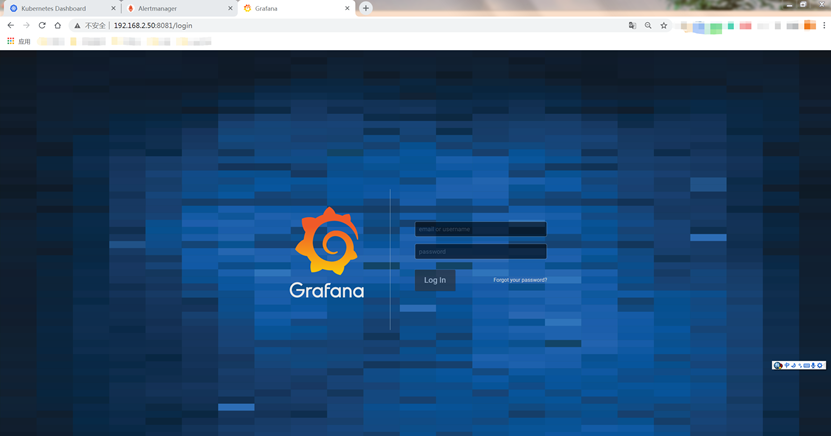 Kubernetes Dashboard
Alertmanager
Grafana
不安全 | 192.168.2.50:8081/login
应用
email or username
password
Grafana
Log In
Forgot your password?
中